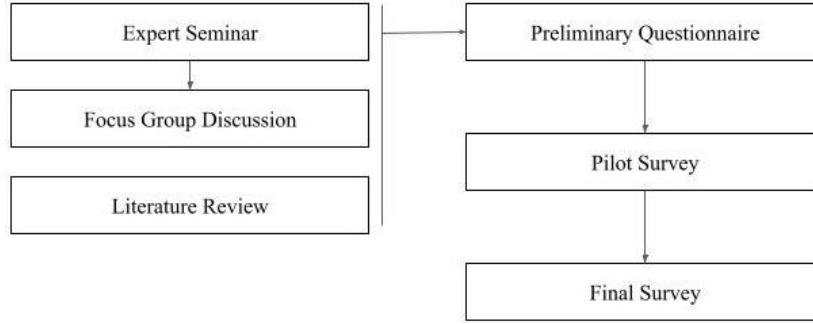 Expert Seminar
Focus Group Discussion
Literature Review
Preliminary Questionnaire
Pilot Survey
Final Survey